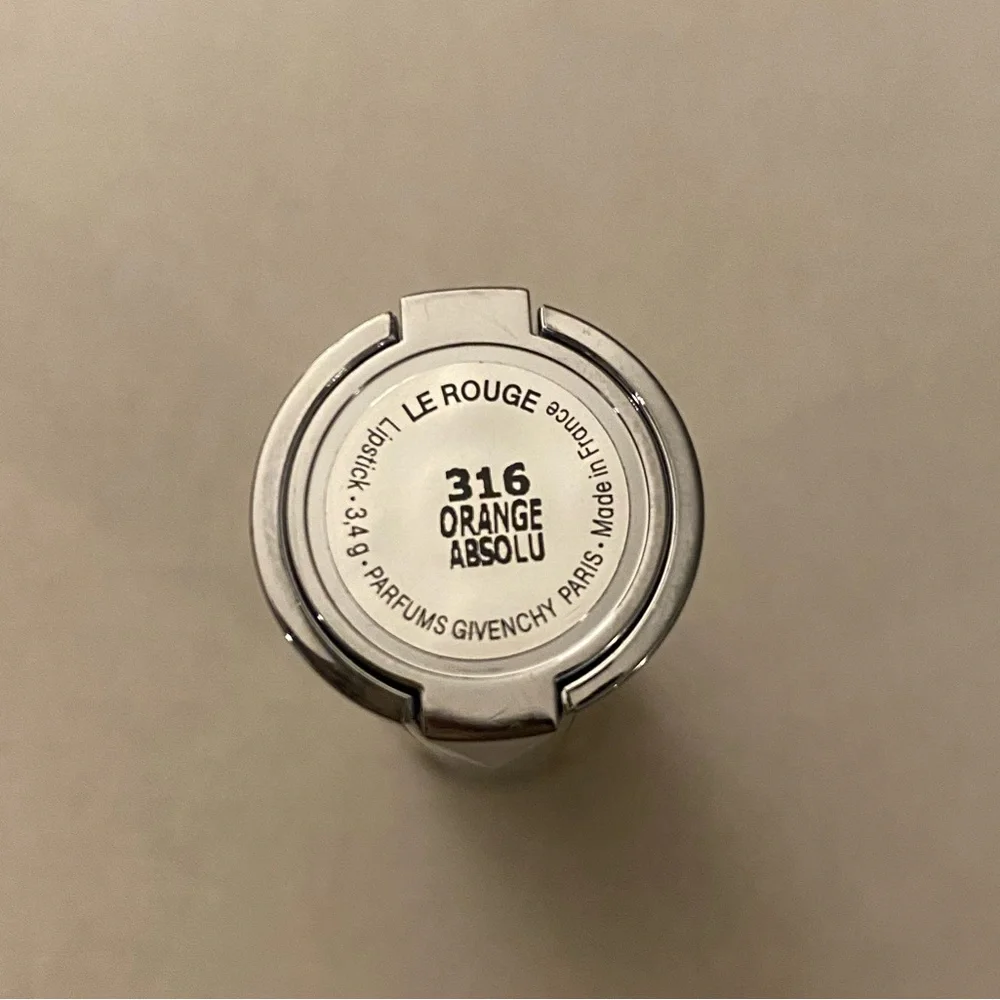 LE ROUGE
Lipstick • 3,4 g • PARFUMS GIVENCHY PARIS • Made in France
316
ORANGE
ABSOLU